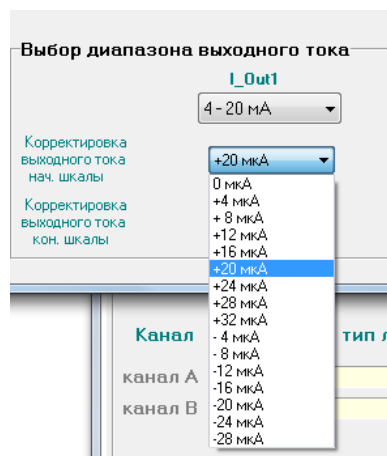 Выбор диапазона выходного тока
I_Out1
4 - 20 мА
Корректировка
выходного тока
нач. шкалы
+20 мкА
Корректировка
выходного тока
кон. шкалы
0 мкА
+4 мкА
+ 8 мкА
+12 мкА
+16 мкА
+20 мкА
+24 мкА
+28 мкА
+32 мкА
- 4 мкА
- 8 мкА
-12 мкА
-16 мкА
-20 мкА
-24 мкА
-28 мкА
Канал тип
канал А
канал В